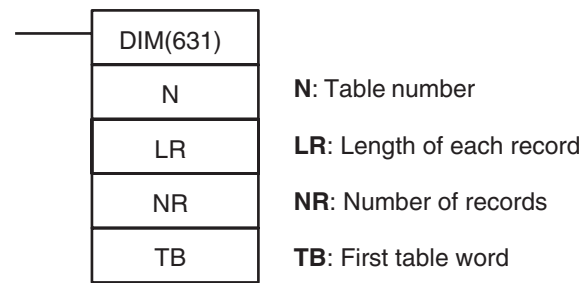 DIM(631)
N N: Table number
LR LR: Length of each record
NR NR: Number of records
TB TB: First table word